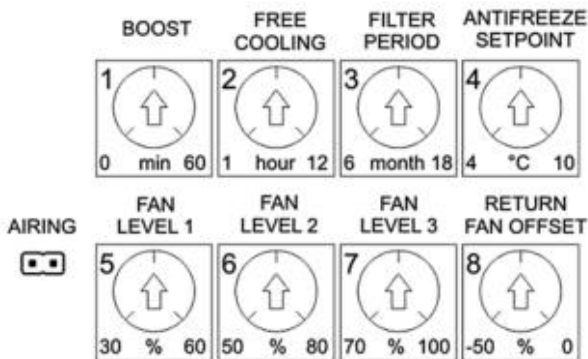 BOOST
FREE COOLING
FILTER PERIOD
ANTIFREEZE SETPOINT
1
0 min 60
2
1 hour 12
3
6 month 18
4
4 °C 10
AIRING
FAN LEVEL 1
FAN LEVEL 2
FAN LEVEL 3
RETURN FAN OFFSET
5
30 % 60
6
50 % 80
7
70 % 100
8
-50 % 0